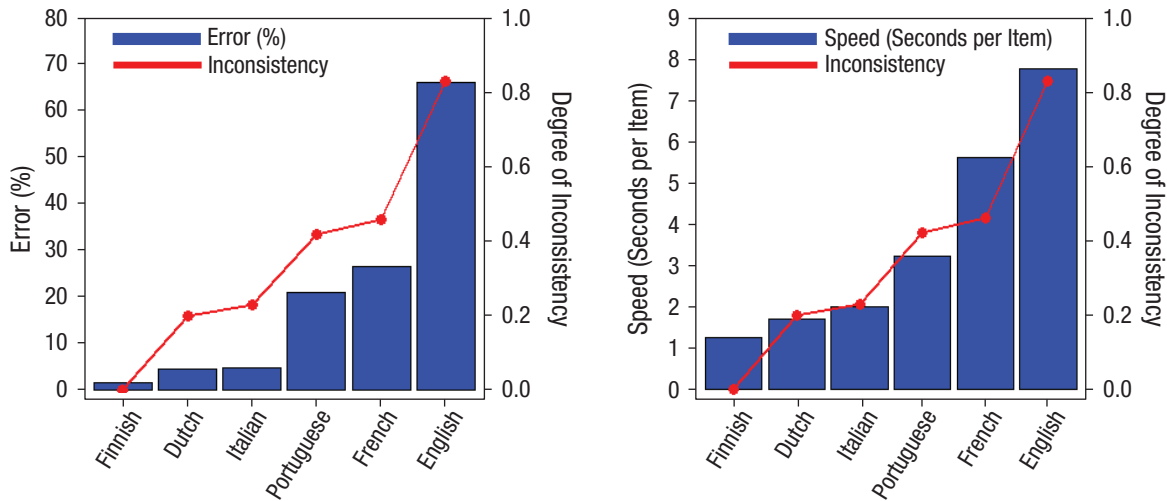 Error (%)
Inconsistency
Error (%)
80
70
60
50
40
30
20
10
0
1.0
0.8
0.6
0.4
0.2
0.0
Degree of Inconsistency
Finnish
Dutch
Italian
Portuguese
French
English
Speed (Seconds per Item)
Inconsistency
Speed (Seconds per Item)
9
8
7
6
5
4
3
2
1
0
1.0
0.8
0.6
0.4
0.2
0.0
Degree of Inconsistency
Finnish
Dutch
Italian
Portuguese
French
English